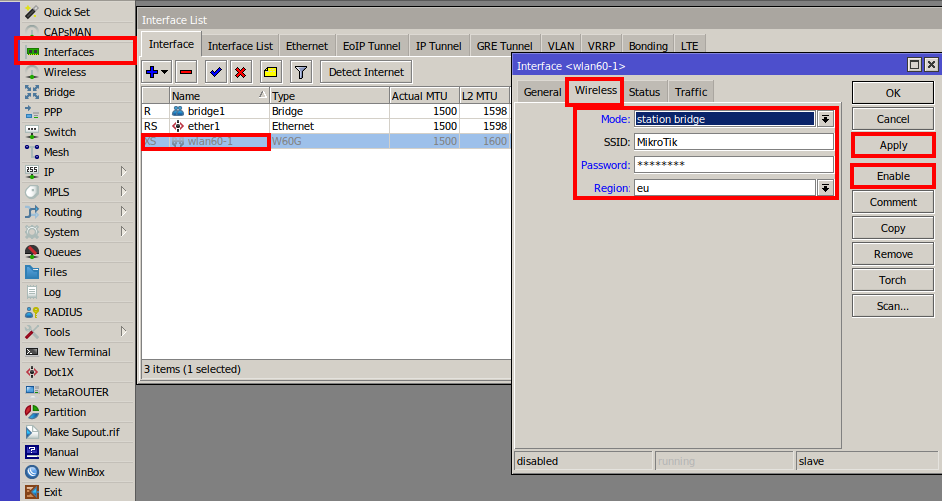 Quick Set
CAPsMAN
Interfaces
Wireless
Bridge
PPP
Switch
Mesh
IP
MPLS
Routing
System
Queues
Files
Log
RADIUS
Tools
New Terminal
Dot1X
MetaROUTER
Partition
Make Supout.rif
Manual
New WinBox
Exit
Interface List
Interface Interface List Ethernet EoIP Tunnel IP Tunnel GRE Tunnel VLAN VRRP Bonding LTE
Detect Internet
Name Type Actual MTU L2 MTU
R bridge1 Bridge 1500 1598
RS ether1 Ethernet 1500 1598
XS wlan60-1 W60G 1500 1600
3 items (1 selected)
Interface <wlan60-1>
General Wireless Status Traffic
Mode: station bridge
SSID: MikroTik
Password: ********
Region: eu
OK
Cancel
Apply
Enable
Comment
Copy
Remove
Torch
Scan...
disabled running slave